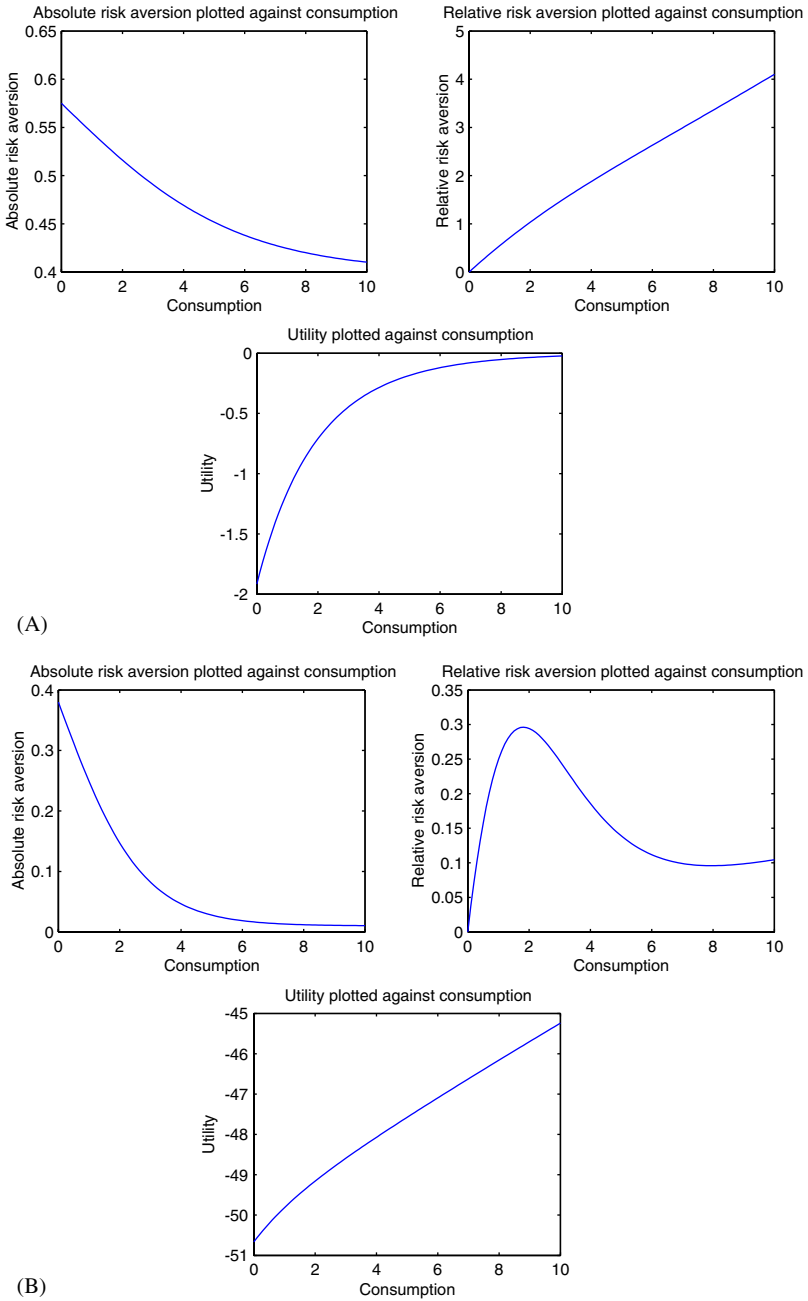 Absolute risk aversion plotted against consumption
0.65
0.6
0.55
0.5
0.45
0.4
Absolute risk aversion
0 2 4 6 8 10
Consumption
Relative risk aversion plotted against consumption
5
4
3
2
1
0
Relative risk aversion
0 2 4 6 8 10
Consumption
Utility plotted against consumption
0
-0.5
-1
-1.5
-2
Utility
0 2 4 6 8 10
Consumption
(A)
Absolute risk aversion plotted against consumption
0.4
0.3
0.2
0.1
0
Absolute risk aversion
0 2 4 6 8 10
Consumption
Relative risk aversion plotted against consumption
0.35
0.3
0.25
0.2
0.15
0.1
0.05
0
Relative risk aversion
0 2 4 6 8 10
Consumption
Utility plotted against consumption
-45
-46
-47
-48
-49
-50
-51
Utility
0 2 4 6 8 10
Consumption
(B)